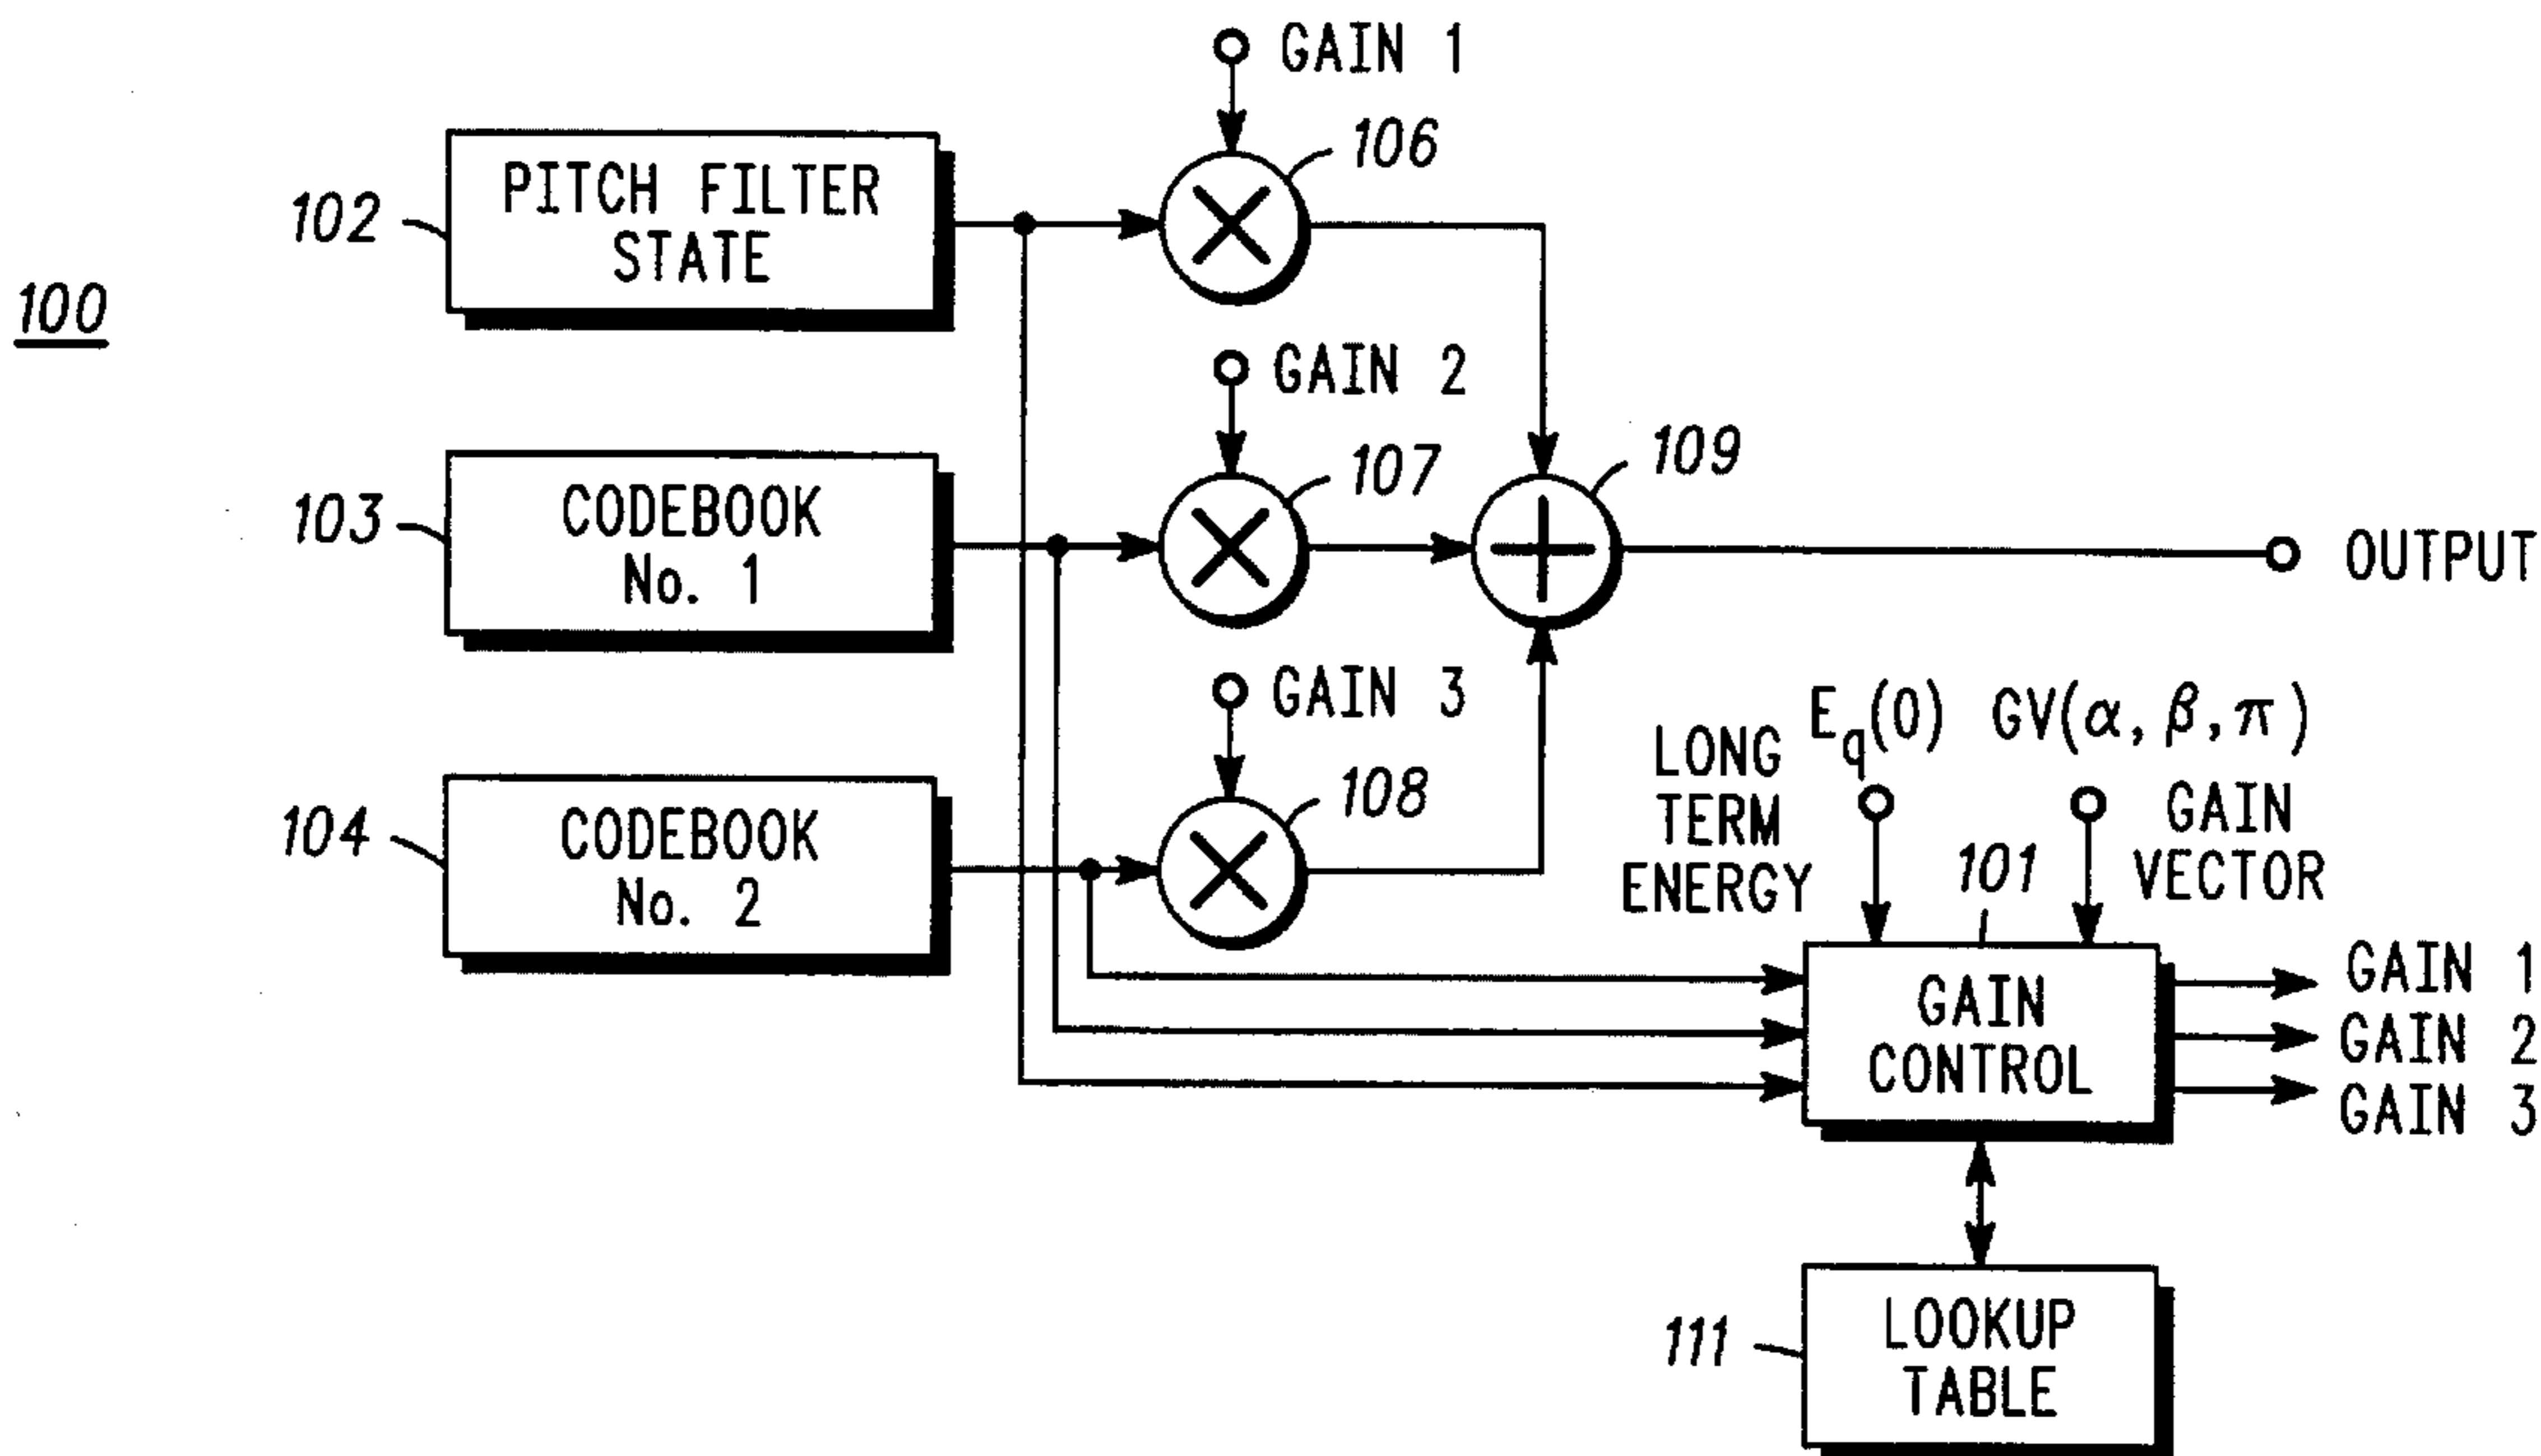 GAIN 1
106
PITCH FILTER
STATE
102
100
GAIN 2
107
109
CODEBOOK
No. 1
103
OUTPUT
GAIN 3
108
CODEBOOK
No. 2
104
LONG
TERM
ENERGY
E_q(0)
GV(α, β, π)
GAIN
VECTOR
101
GAIN
CONTROL
GAIN 1
GAIN 2
GAIN 3
LOOKUP
TABLE
111